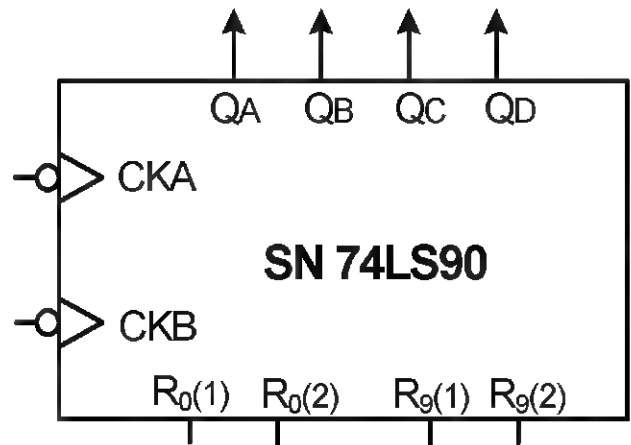 QA QB QC QD
CKA
SN 74LS90
CKB
R0(1) R0(2) R9(1) R9(2)